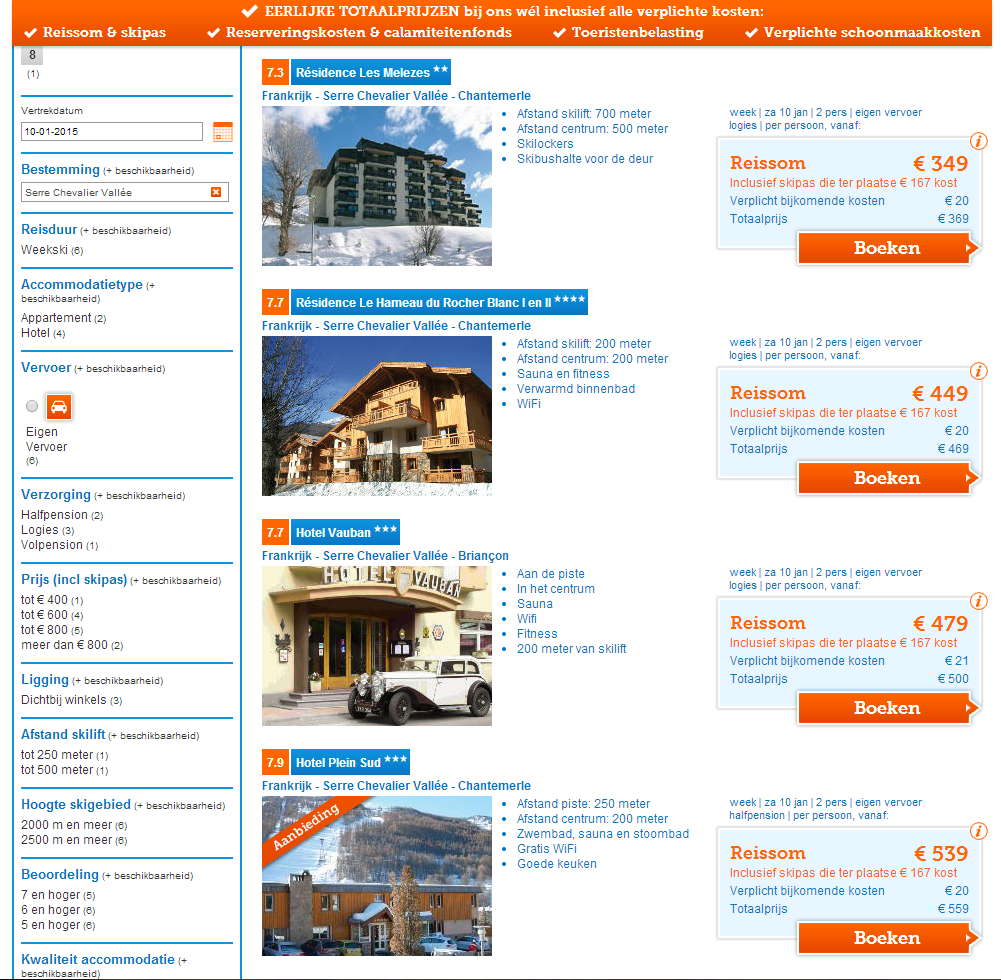 EERLIJKE TOTAALPRIJZEN bij ons wél inclusief alle verplichte kosten:
Reissom & skipas Reserveringskosten & calamiteitenfonds Toeristenbelasting Verplichte schoonmaakkosten
8
(1)
Vertrekdatum
10-01-2015
Bestemming (+ beschikbaarheid)
Serre Chevalier Vallée
Reisduur (+ beschikbaarheid)
Weekski (6)
Accommodatietype (+
beschikbaarheid)
Appartement (2)
Hotel (4)
Vervoer (+ beschikbaarheid)
Eigen
Vervoer
(6)
Verzorging (+ beschikbaarheid)
Halfpension (2)
Logies (3)
Volpension (1)
Prijs (incl skipas) (+ beschikbaarheid)
tot € 400 (1)
tot € 600 (4)
tot € 800 (5)
meer dan € 800 (2)
Ligging (+ beschikbaarheid)
Dichtbij winkels (3)
Afstand skilift (+ beschikbaarheid)
tot 250 meter (1)
tot 500 meter (1)
Hoogte skigebied (+ beschikbaarheid)
2000 m en meer (6)
2500 m en meer (6)
Beoordeling (+ beschikbaarheid)
7 en hoger (5)
6 en hoger (6)
5 en hoger (6)
Kwaliteit accommodatie (+
beschikbaarheid)
7.3 Résidence Les Melezes **
Frankrijk - Serre Chevalier Vallée - Chantemerle
Afstand skilift: 700 meter
Afstand centrum: 500 meter
Skilockers
Skibushalte voor de deur
week | za 10 jan | 2 pers | eigen vervoer
logies | per persoon, vanaf:
i
Reissom € 349
Inclusief skipas die ter plaatse € 167 kost
Verplicht bijkomende kosten € 20
Totaalprijs € 369
Boeken
7.7 Résidence Le Hameau du Rocher Blanc I en II ****
Frankrijk - Serre Chevalier Vallée - Chantemerle
Afstand skilift: 200 meter
Afstand centrum: 200 meter
Sauna en fitness
Verwarmd binnenbad
WiFi
week | za 10 jan | 2 pers | eigen vervoer
logies | per persoon, vanaf:
i
Reissom € 449
Inclusief skipas die ter plaatse € 167 kost
Verplicht bijkomende kosten € 20
Totaalprijs € 469
Boeken
7.7 Hotel Vauban ***
Frankrijk - Serre Chevalier Vallée - Briançon
HOTEL VAUBAN
Aan de piste
In het centrum
Sauna
Wifi
Fitness
200 meter van skilift
week | za 10 jan | 2 pers | eigen vervoer
logies | per persoon, vanaf:
i
Reissom € 479
Inclusief skipas die ter plaatse € 167 kost
Verplicht bijkomende kosten € 21
Totaalprijs € 500
Boeken
7.9 Hotel Plein Sud ***
Frankrijk - Serre Chevalier Vallée - Chantemerle
Aanbieding
Afstand piste: 250 meter
Afstand centrum: 200 meter
Zwembad, sauna en stoombad
Gratis WiFi
Goede keuken
week | za 10 jan | 2 pers | eigen vervoer
halfpension | per persoon, vanaf:
i
Reissom € 539
Inclusief skipas die ter plaatse € 167 kost
Verplicht bijkomende kosten € 20
Totaalprijs € 559
Boeken